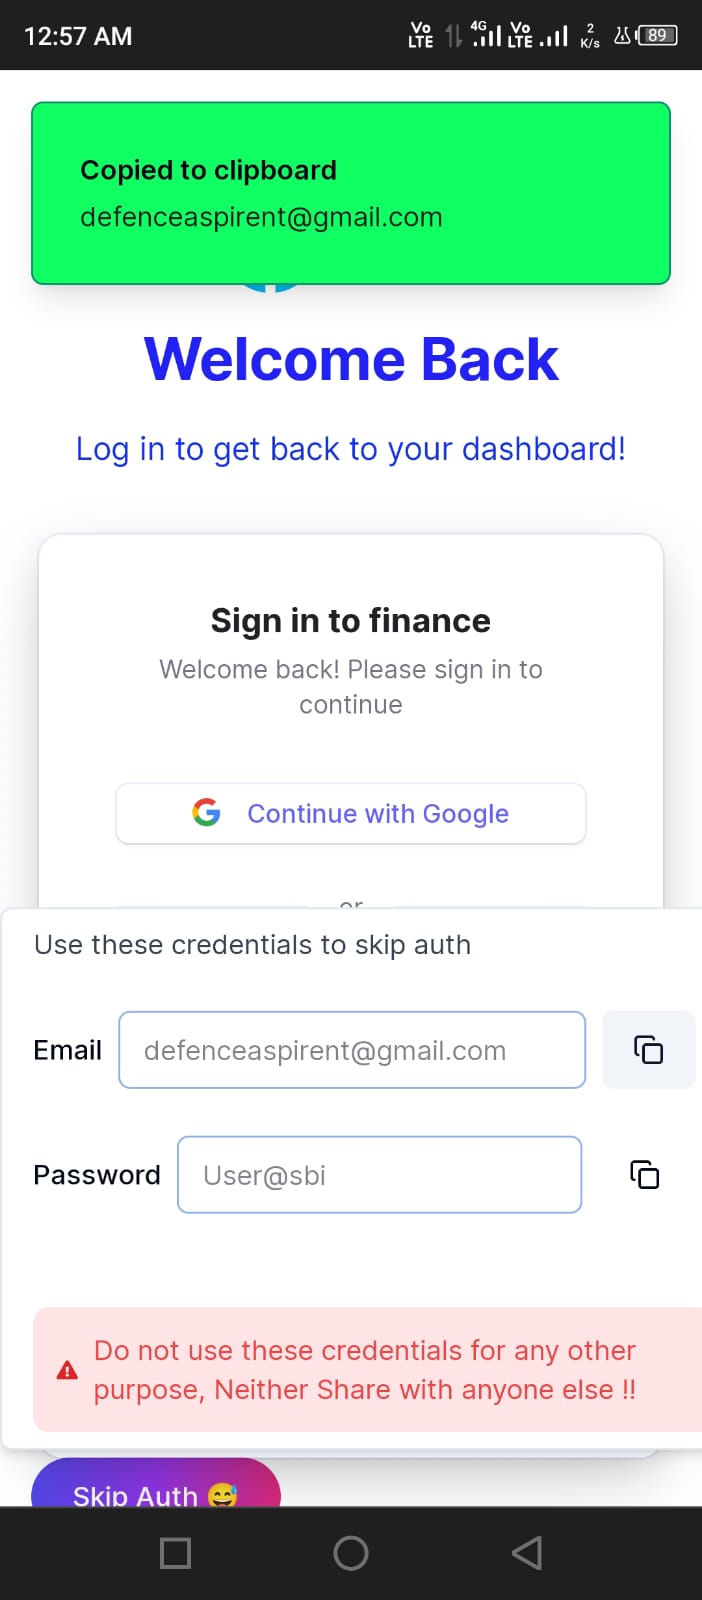 12:57 AM
Vo LTE 4G Vo LTE 2 K/s 89
Copied to clipboard
defenceaspirent@gmail.com
Welcome Back
Log in to get back to your dashboard!
Sign in to finance
Welcome back! Please sign in to
continue
Continue with Google
or
Use these credentials to skip auth
Email
defenceaspirent@gmail.com
Password
User@sbi
Do not use these credentials for any other
purpose, Neither Share with anyone else !!
Skip Auth 😅